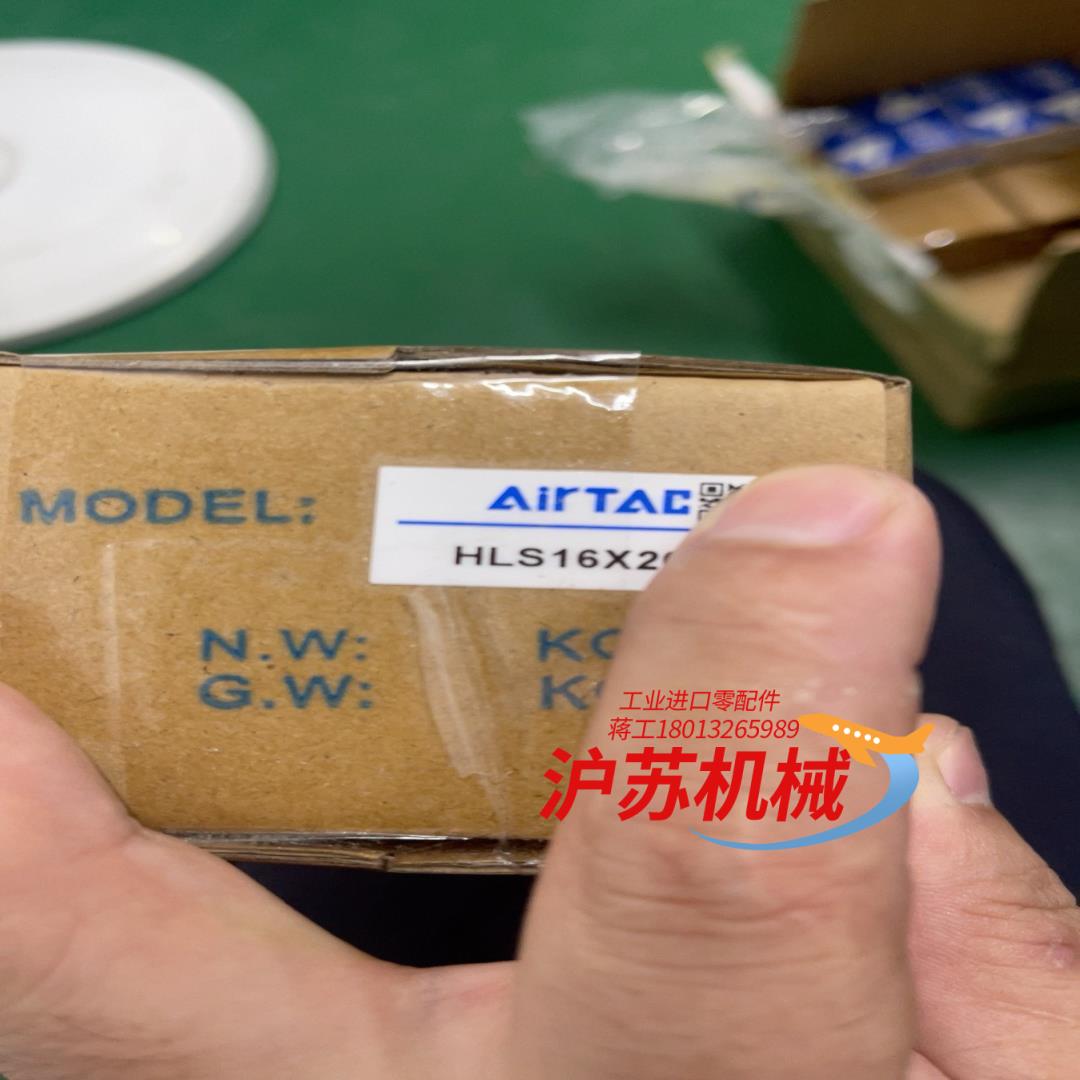 MODEL:
AirTAC
HLS16X2
N.W:
G.W:
工业进口零配件
蒋工18013265989
沪苏机械